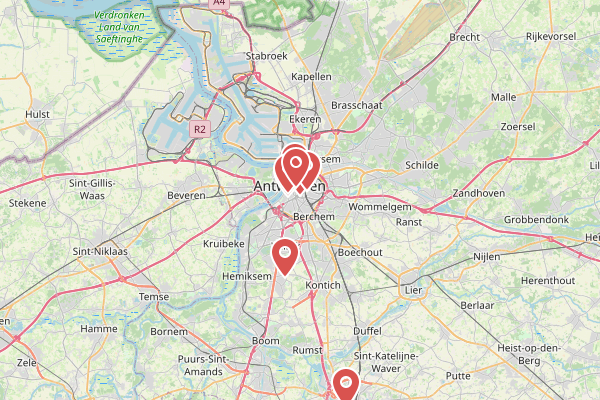 A4
Verdronken
Land van
Saeftinghe
Brecht
Rijkevorsel
Stabroek
Kapellen
Malle
Hulst
Brasschaat
Ekeren
R2
Zoersel
Schilde
Sint-Gillis-
Waas
Beveren
Zandhoven
Stekene
Wommelgem
Berchem
Ranst
Grobbendonk
Kruibeke
Sint-Niklaas
Boechout
Nijlen
Hemiksem
Herenthout
Kontich
Lier
Temse
Berlaar
Hamme
Bornem
Duffel
Boom
Heist-op-den-
Berg
Rumst
Sint-Katelijne-
Waver
Puurs-Sint-
Amands
Zele
Putte